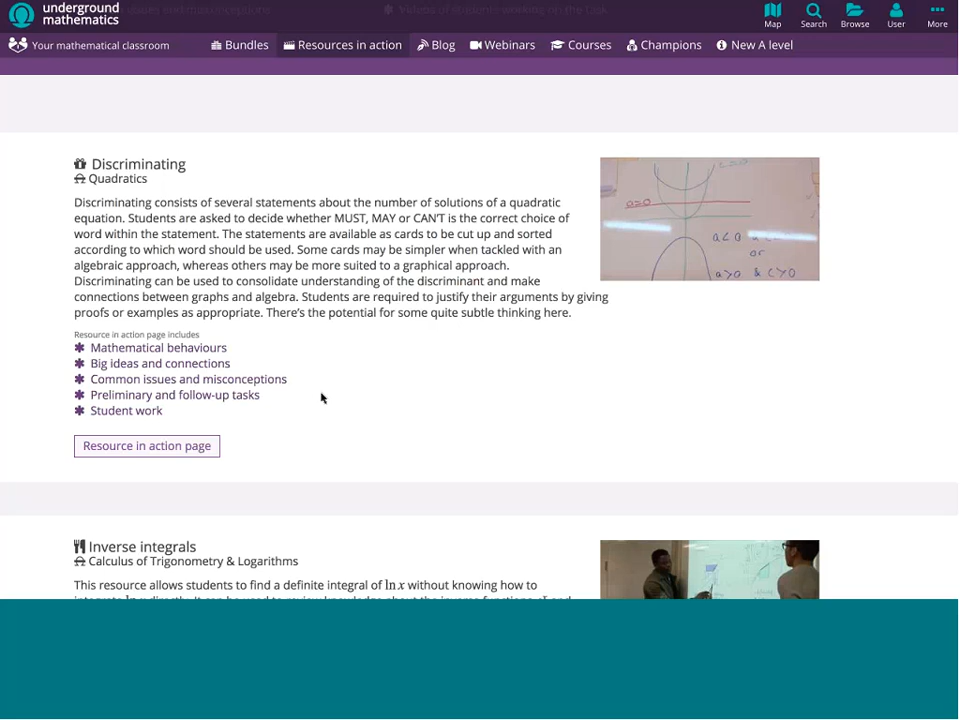 underground
mathematics
Map
Search
Browse
User
More
Your mathematical classroom
Bundles
Resources in action
Blog
Webinars
Courses
Champions
New A level
Discriminating
Quadratics
Discriminating consists of several statements about the number of solutions of a quadratic
equation. Students are asked to decide whether MUST, MAY or CAN'T is the correct choice of
word within the statement. The statements are available as cards to be cut up and sorted
according to which word should be used. Some cards may be simpler when tackled with an
algebraic approach, whereas others may be more suited to a graphical approach.
Discriminating can be used to consolidate understanding of the discriminant and make
connections between graphs and algebra. Students are required to justify their arguments by giving
proofs or examples as appropriate. There's the potential for some quite subtle thinking here.
Resource in action page includes
Mathematical behaviours
Big ideas and connections
Common issues and misconceptions
Preliminary and follow-up tasks
Student work
Resource in action page
a=0
a<0 &
or
a>0 & c>0
Inverse integrals
Calculus of Trigonometry & Logarithms
This resource allows students to find a definite integral of ln x without knowing how to